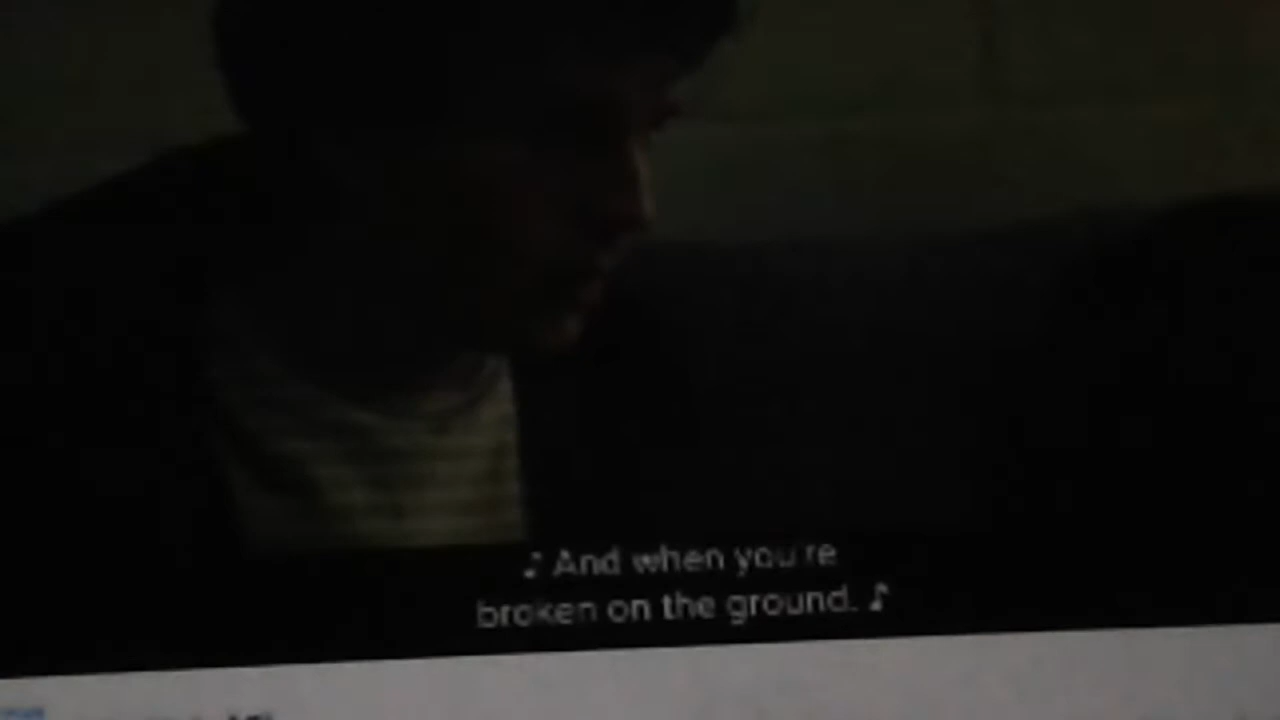 ♪ And when you're
broken on the ground. ♪